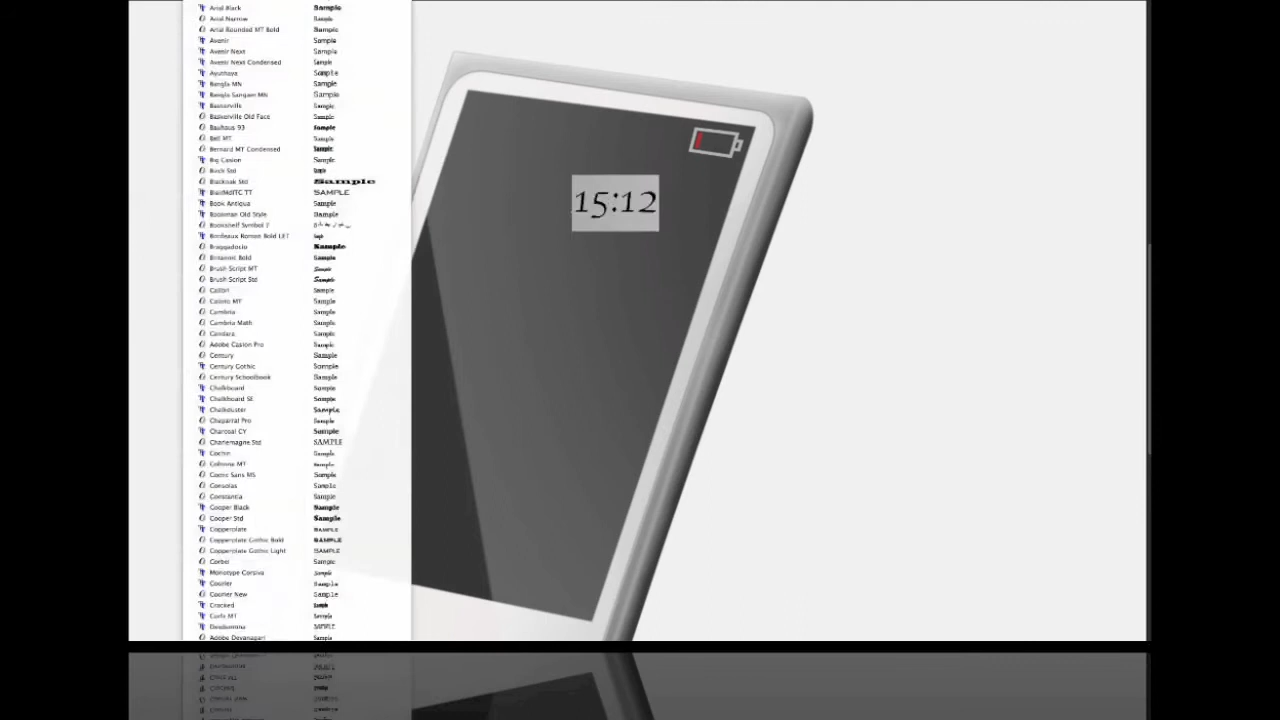 Arial Black Sample
Arial Narrow Sample
Arial Rounded MT Bold Sample
Avenir Sample
Avenir Next Sample
Avenir Next Condensed Sample
Ayuthaya Sample
Bangla MN Sample
Bangla Sangam MN Sample
Baskerville Sample
Baskerville Old Face Sample
Bauhaus 93 Sample
Bell MT Sample
Bernard MT Condensed Sample
Big Caslon Sample
Birch Std Sample
Blackoak Std Sample
BlairMdITC TT SAMPLE
Book Antiqua Sample
Bookman Old Style Sample
Bookshelf Symbol 7
Bordeaux Roman Bold LET Sample
Braggadocio Sample
Britannic Bold Sample
Brush Script MT Sample
Brush Script Std Sample
Calibri Sample
Calisto MT Sample
Cambria Sample
Cambria Math Sample
Candara Sample
Adobe Caslon Pro Sample
Century Sample
Century Gothic Sample
Century Schoolbook Sample
Chalkboard Sample
Chalkboard SE Sample
Chalkduster Sample
Chaparral Pro Sample
Charcoal CY Sample
Charlemagne Std SAMPLE
Cochin Sample
Colonna MT Sample
Comic Sans MS Sample
Consolas Sample
Constantia Sample
Cooper Black Sample
Cooper Std Sample
Copperplate SAMPLE
Copperplate Gothic Bold SAMPLE
Copperplate Gothic Light SAMPLE
Corbel Sample
Monotype Corsiva Sample
Courier Sample
Courier New Sample
Cracked Sample
Curlz MT Sample
Desdemona SAMPLE
Adobe Devanagari Sample
15:12